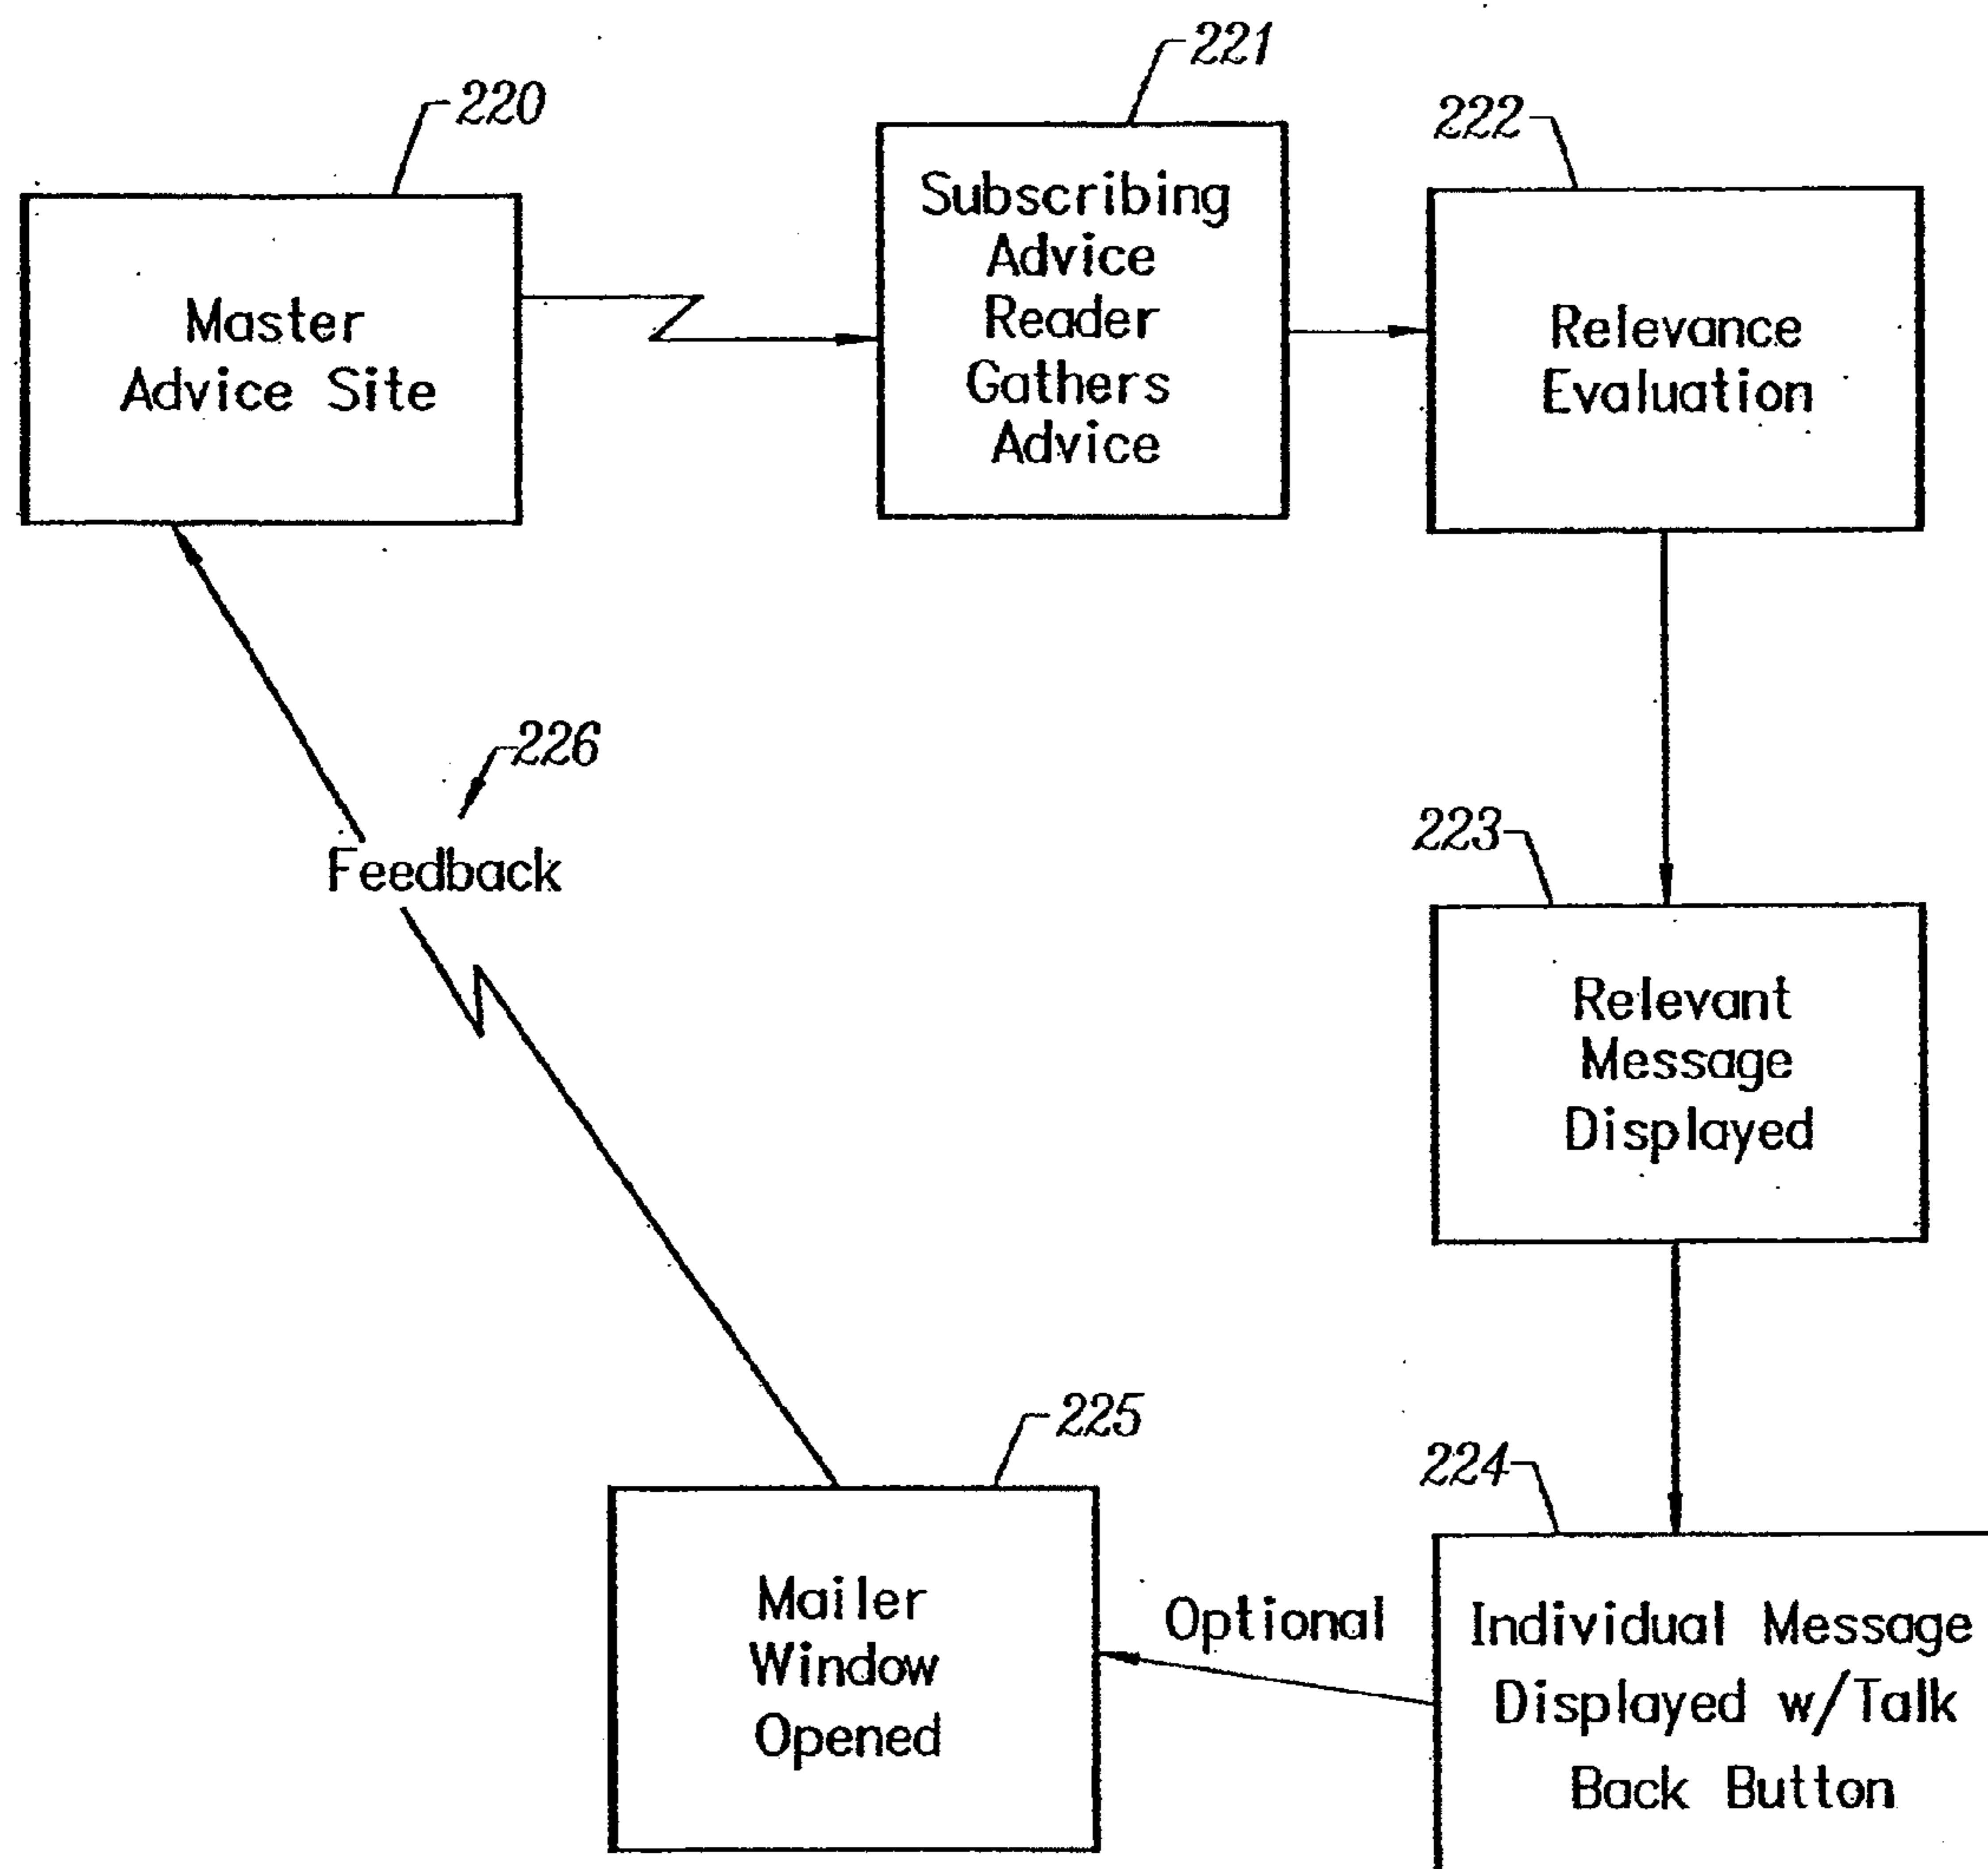 220
Master
Advice Site
221
Subscribing
Advice
Reader
Gathers
Advice
222
Relevance
Evaluation
223
Relevant
Message
Displayed
224
Individual Message
Displayed w/Talk
Back Button
Optional
225
Mailer
Window
Opened
226
Feedback